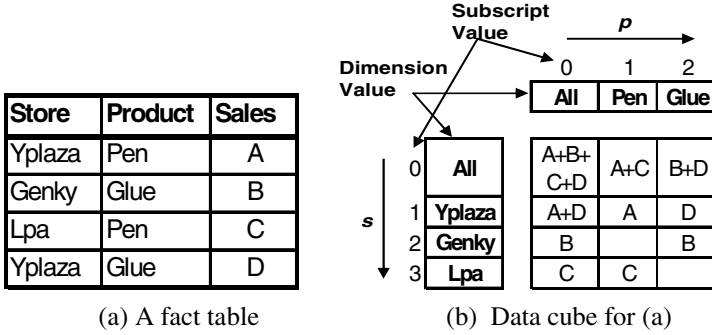 Store Product Sales
Yplaza Pen A
Genky Glue B
Lpa Pen C
Yplaza Glue D
(a) A fact table
Subscript
Value
p
Dimension
Value
0 1 2
All Pen Glue
s
0 All A+B+
C+D A+C B+D
1 Yplaza A+D A D
2 Genky B B
3 Lpa C C
(b) Data cube for (a)